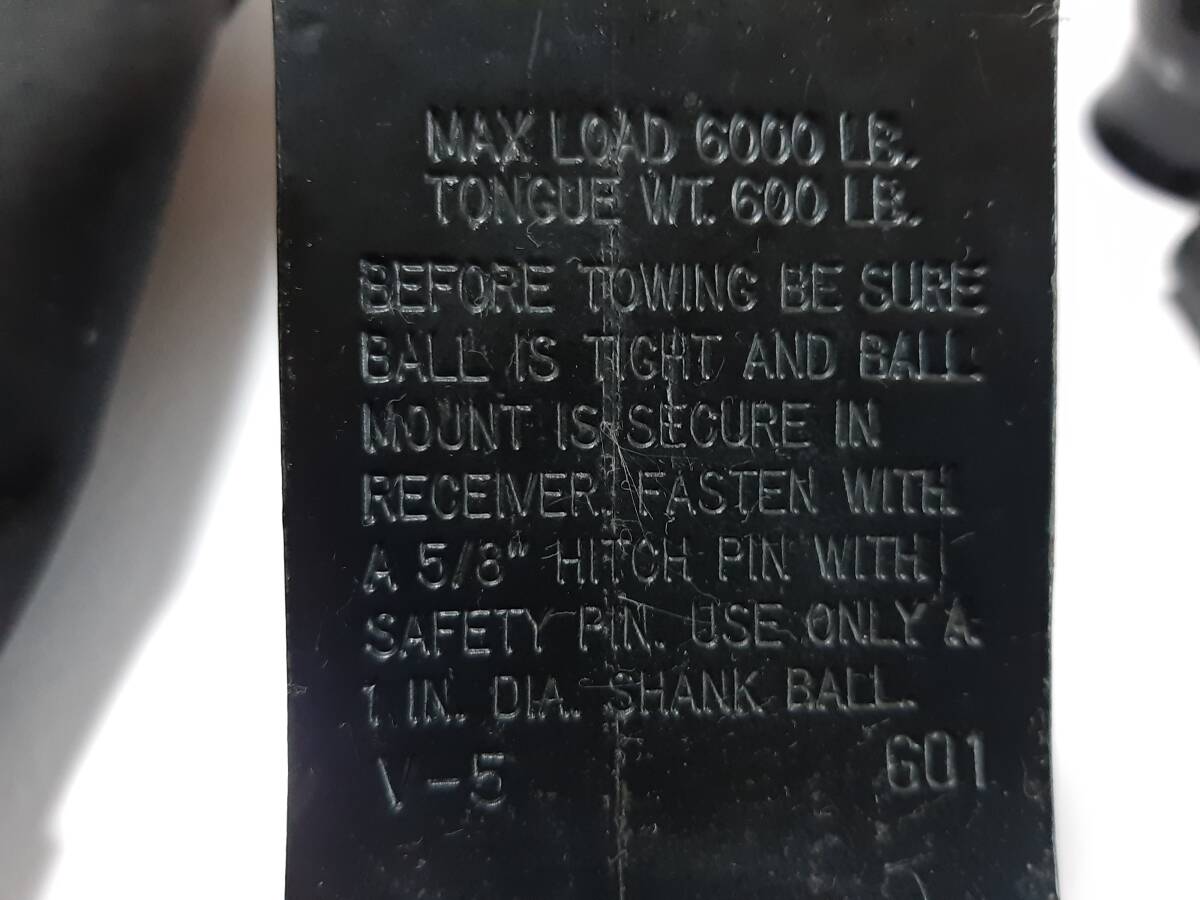 MAX LOAD 6000 LB.
TONGUE WT. 600 LB.
BEFORE TOWING BE SURE
BALL IS TIGHT AND BALL
MOUNT IS SECURE IN
RECEIVER. FASTEN WITH
A 5/8" HITCH PIN WITH
SAFETY PIN. USE ONLY A
1 IN. DIA. SHANK BALL.
V-5 G01